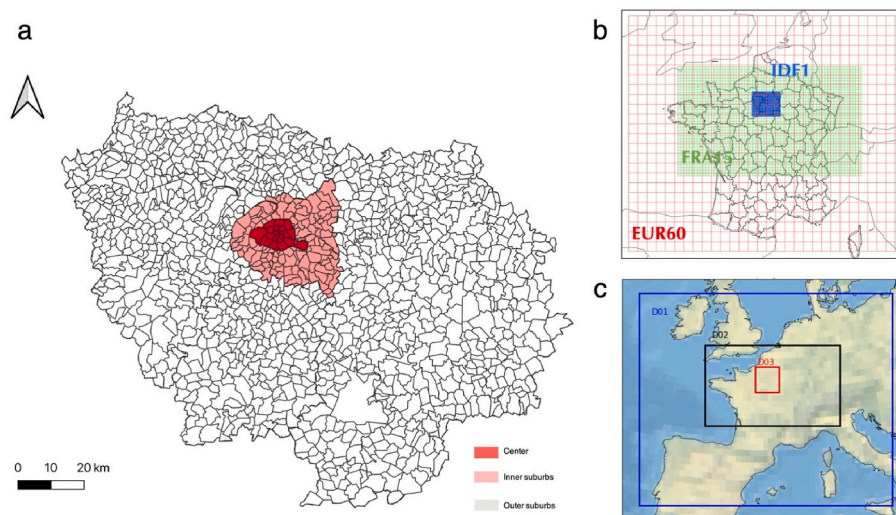 a
0 10 20 km
Center
Inner suburbs
Outer suburbs
b
IDF1
FRA15
EUR60
c
D01
D02
D03